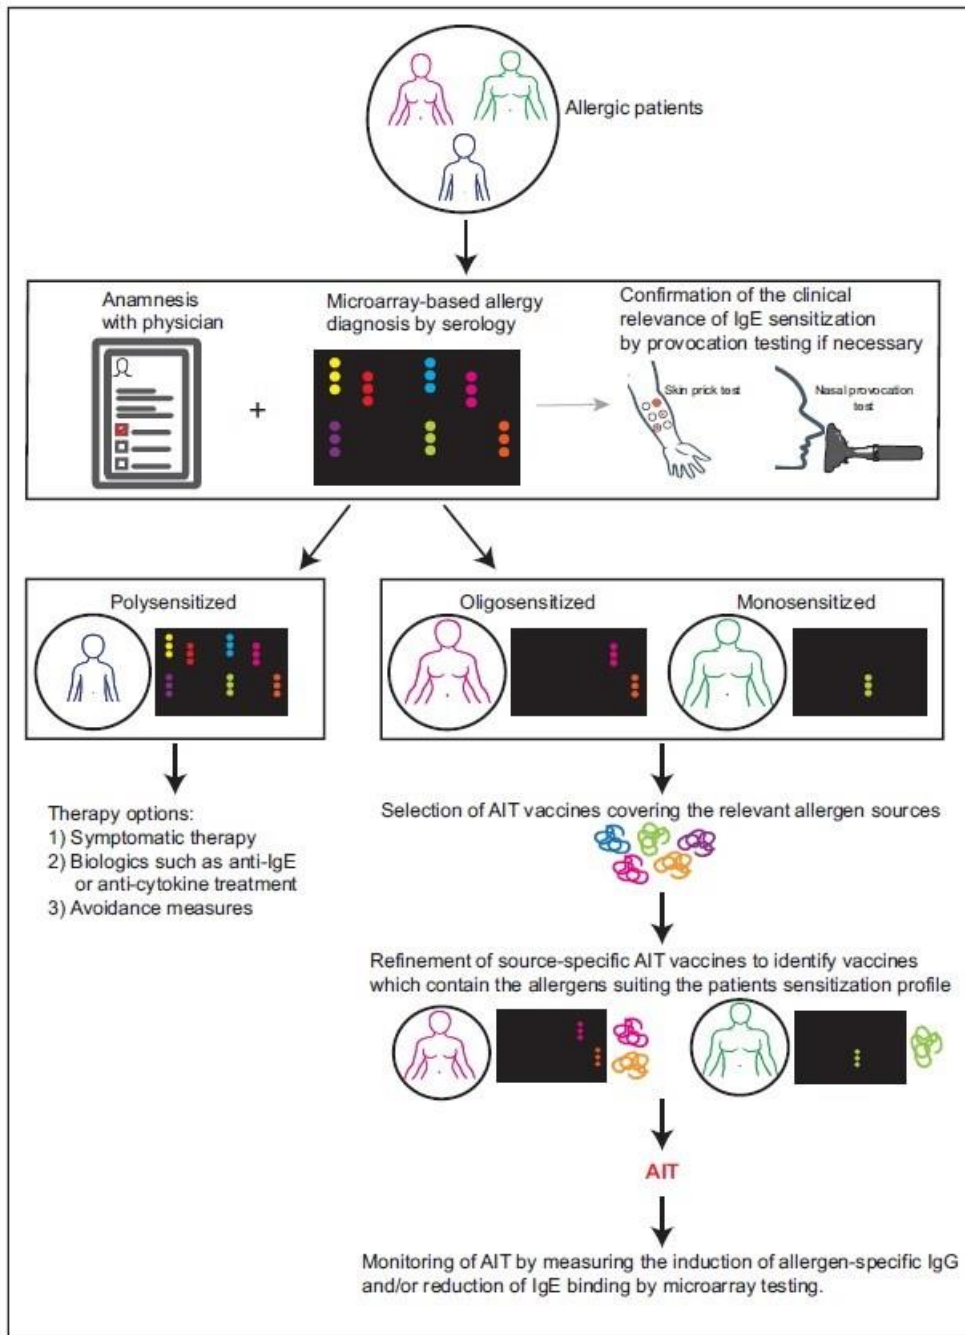 Allergic patients
Anamnesis
with physician
+
Microarray-based allergy
diagnosis by serology
Confirmation of the clinical
relevance of IgE sensitization
by provocation testing if necessary
Skin prick test
Nasal provocation
test
Polysensitized
Oligosensitized
Monosensitized
Therapy options:
1) Symptomatic therapy
2) Biologics such as anti-IgE
or anti-cytokine treatment
3) Avoidance measures
Selection of AIT vaccines covering the relevant allergen sources
Refinement of source-specific AIT vaccines to identify vaccines
which contain the allergens suiting the patients sensitization profile
AIT
Monitoring of AIT by measuring the induction of allergen-specific IgG
and/or reduction of IgE binding by microarray testing.